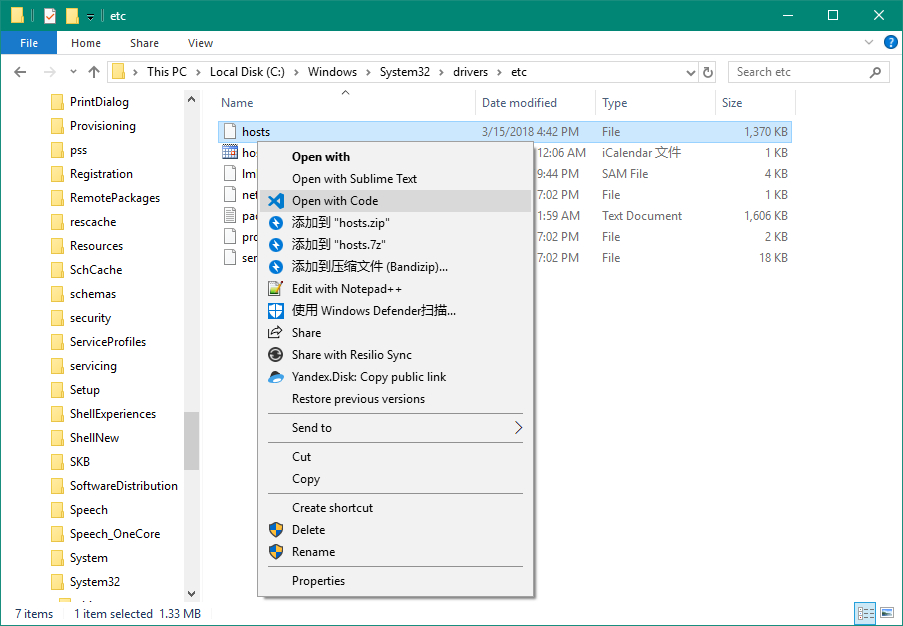 etc
File Home Share View
This PC Local Disk (C:) Windows System32 drivers etc
Search etc
Name Date modified Type Size
PrintDialog
Provisioning
pss
Registration
RemotePackages
rescache
Resources
SchCache
schemas
security
ServiceProfiles
servicing
Setup
ShellExperiences
ShellNew
SKB
SoftwareDistribution
Speech
Speech_OneCore
System
System32
hosts 3/15/2018 4:42 PM File 1,370 KB
12:06 AM iCalendar 文件 1 KB
9:44 PM SAM File 4 KB
7:02 PM File 1 KB
1:59 AM Text Document 1,606 KB
7:02 PM File 2 KB
7:02 PM File 18 KB
Open with
Open with Sublime Text
Open with Code
添加到 "hosts.zip"
添加到 "hosts.7z"
添加到压缩文件 (Bandizip)...
Edit with Notepad++
使用 Windows Defender扫描...
Share
Share with Resilio Sync
Yandex.Disk: Copy public link
Restore previous versions
Send to
Cut
Copy
Create shortcut
Delete
Rename
Properties
7 items 1 item selected 1.33 MB